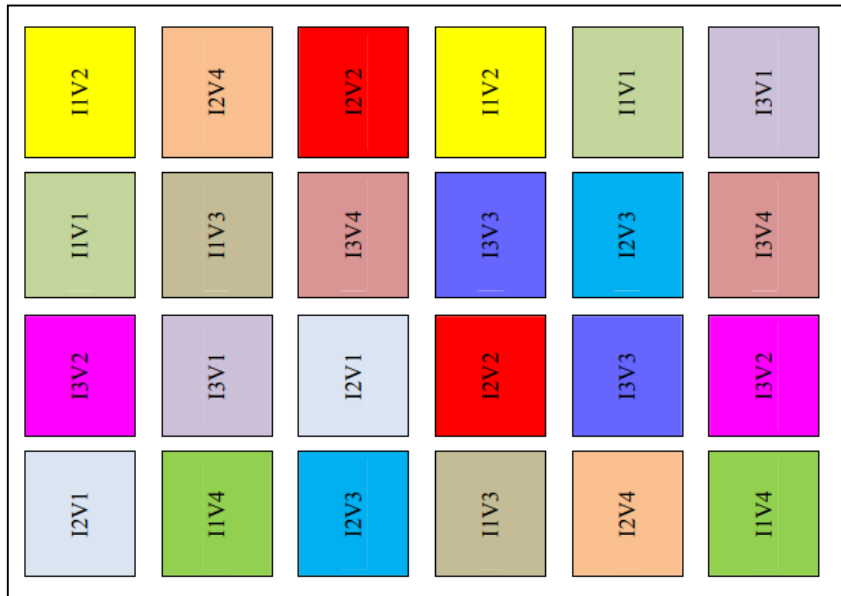 I1V2 I2V4 I2V2 I1V2 I1V1 I3V1
I1V1 I1V3 I3V4 I3V3 I2V3 I3V4
I3V2 I3V1 I2V1 I2V2 I3V3 I3V2
I2V1 I1V4 I2V3 I1V3 I2V4 I1V4